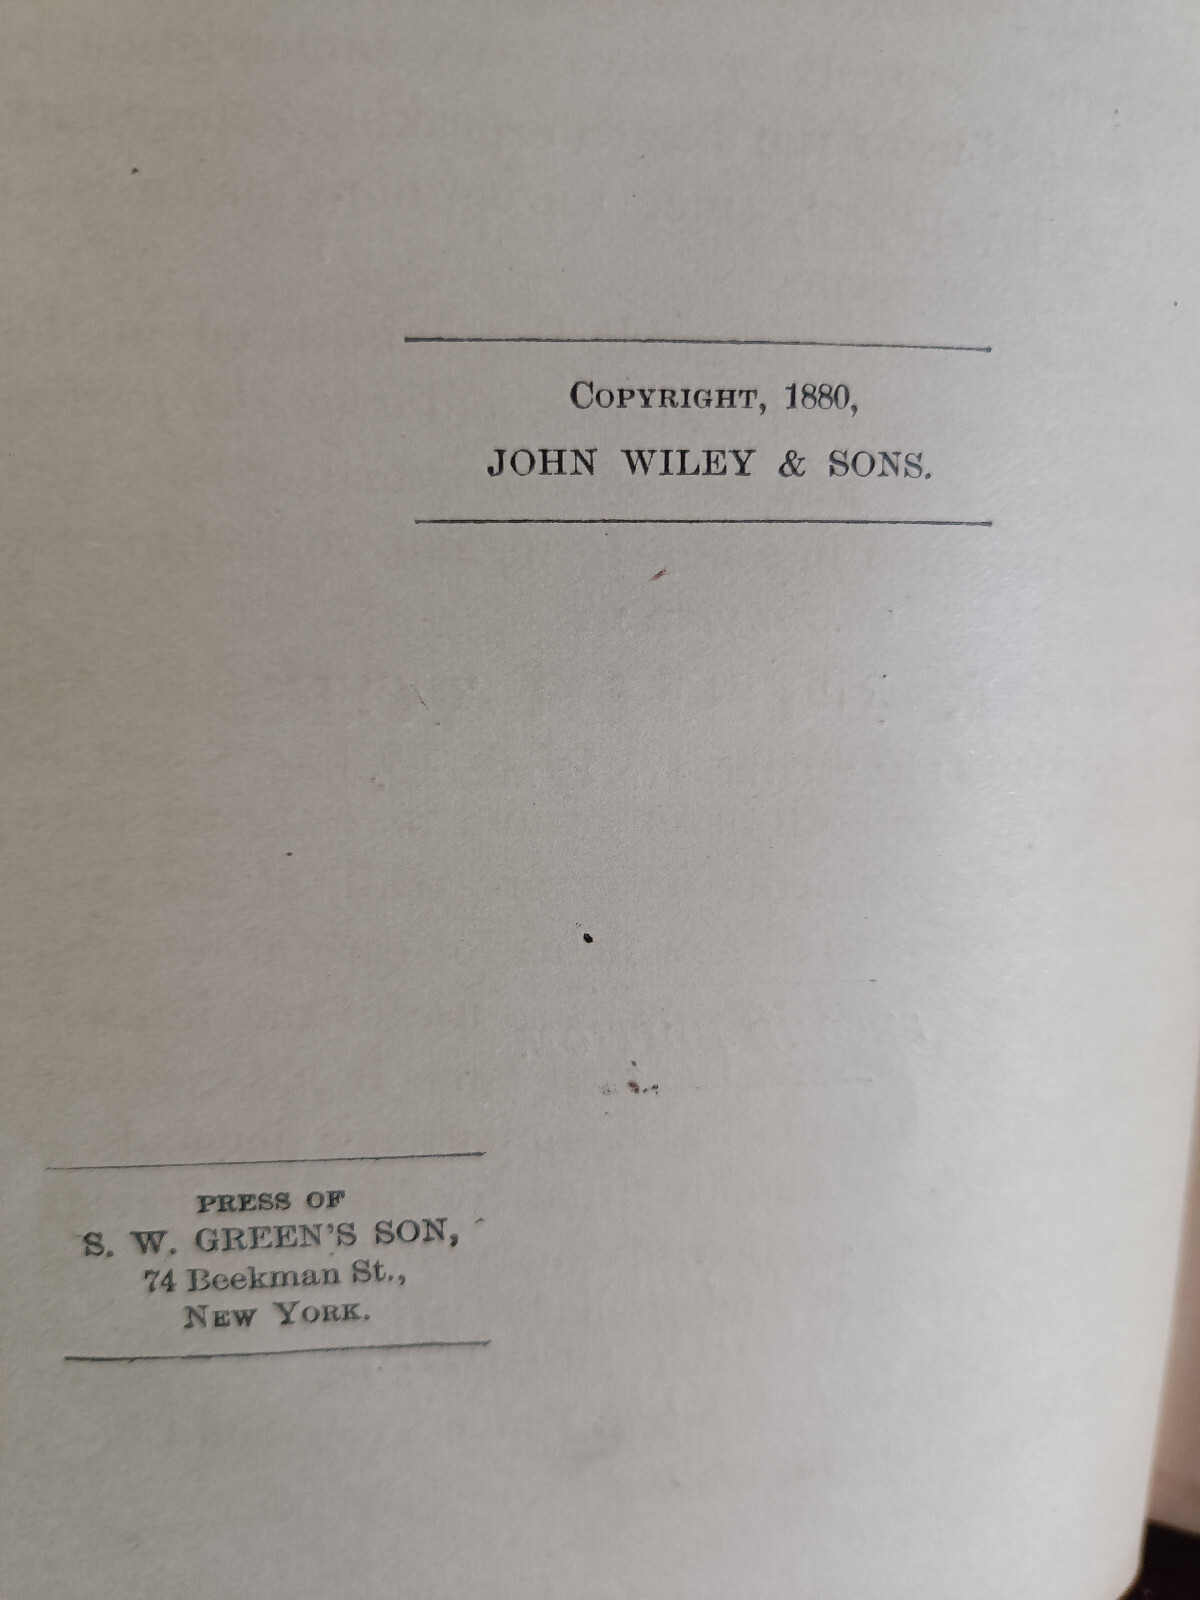 COPYRIGHT, 1880,
JOHN WILEY & SONS.
PRESS OF
S. W. GREEN'S SON,
74 Beekman St.,
NEW YORK.